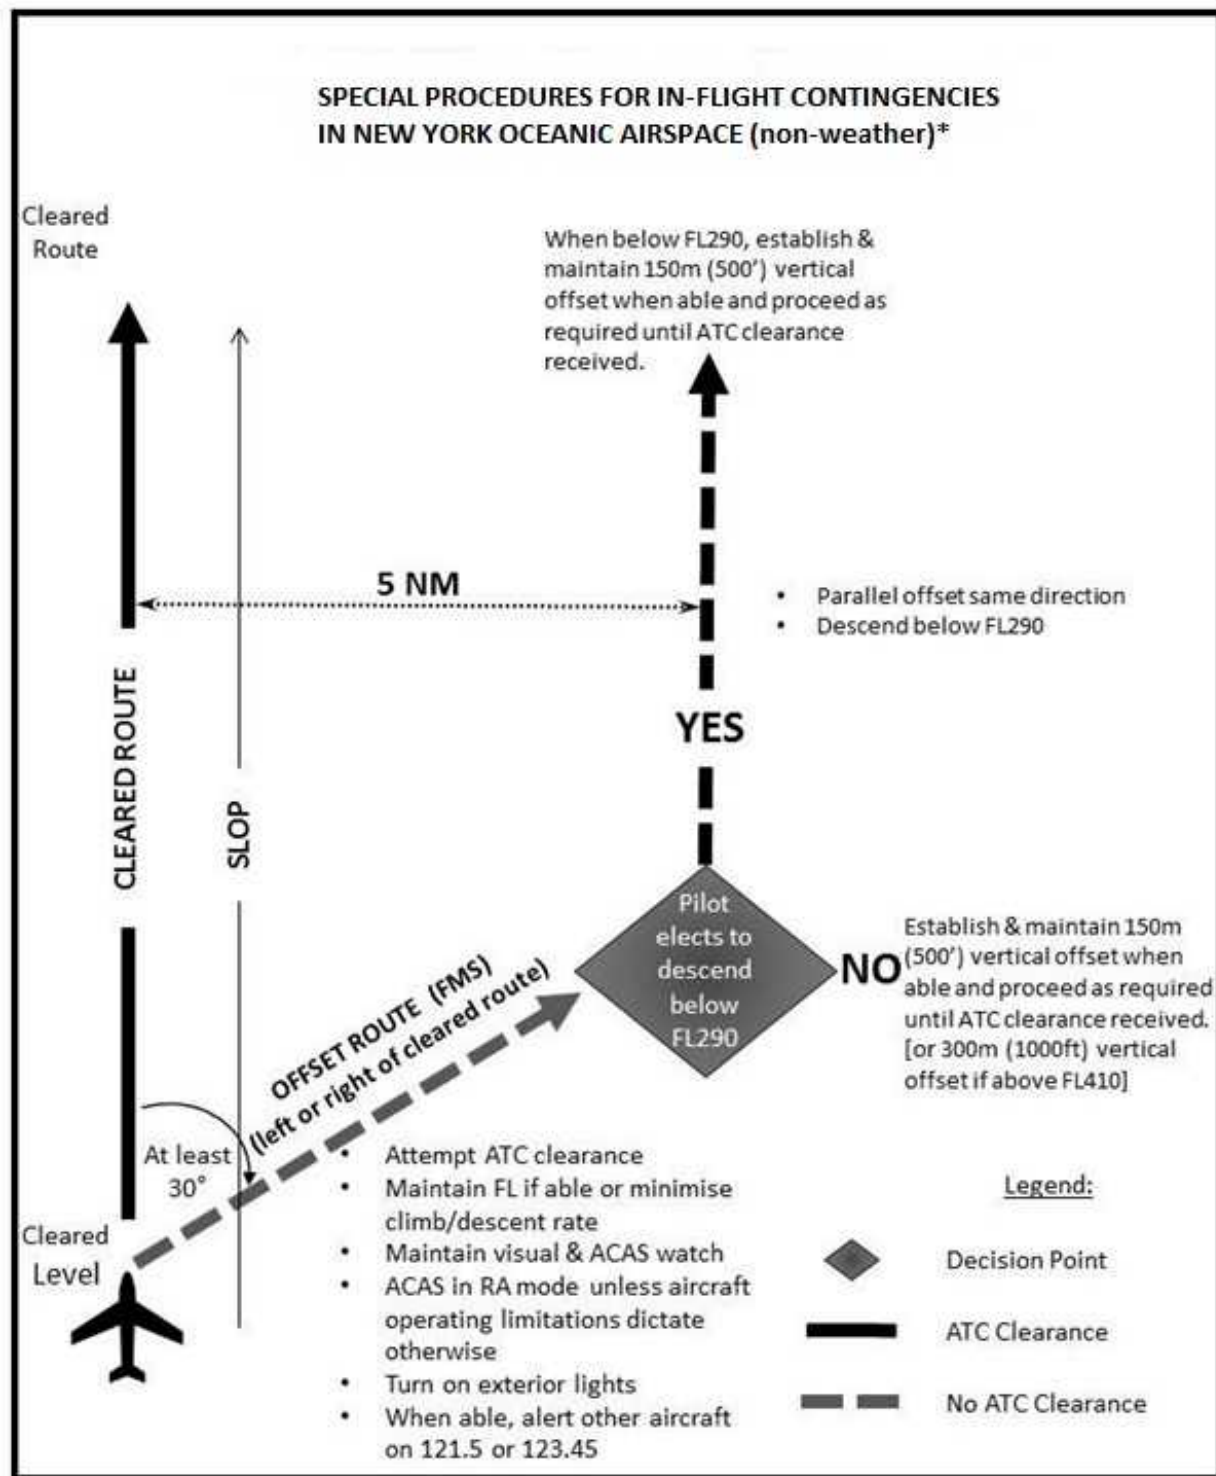 SPECIAL PROCEDURES FOR IN-FLIGHT CONTINGENCIES
IN NEW YORK OCEANIC AIRSPACE (non-weather)*
Cleared
Route
When below FL290, establish &
maintain 150m (500') vertical
offset when able and proceed as
required until ATC clearance
received.
5 NM
• Parallel offset same direction
• Descend below FL290
CLEARED ROUTE
SLOP
YES
Pilot
elects to
descend
below
FL290
NO
Establish & maintain 150m
(500') vertical offset when
able and proceed as required
until ATC clearance received.
[or 300m (1000ft) vertical
offset if above FL410]
OFFSET ROUTE (FMS)
(left or right of cleared route)
At least
30°
Cleared
Level
• Attempt ATC clearance
• Maintain FL if able or minimise
climb/descent rate
• Maintain visual & ACAS watch
• ACAS in RA mode unless aircraft
operating limitations dictate
otherwise
• Turn on exterior lights
• When able, alert other aircraft
on 121.5 or 123.45
Legend:
Decision Point
ATC Clearance
No ATC Clearance